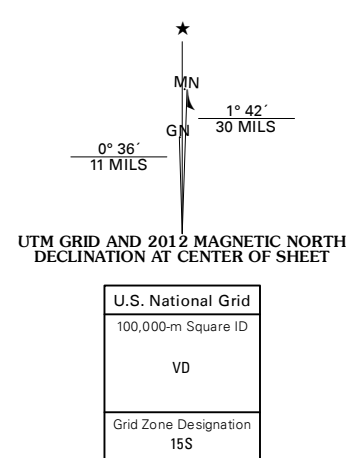 ★
MN
1° 42´
30 MILS
GN
0° 36´
11 MILS
UTM GRID AND 2012 MAGNETIC NORTH
DECLINATION AT CENTER OF SHEET
U.S. National Grid
100,000-m Square ID
VD
Grid Zone Designation
15S